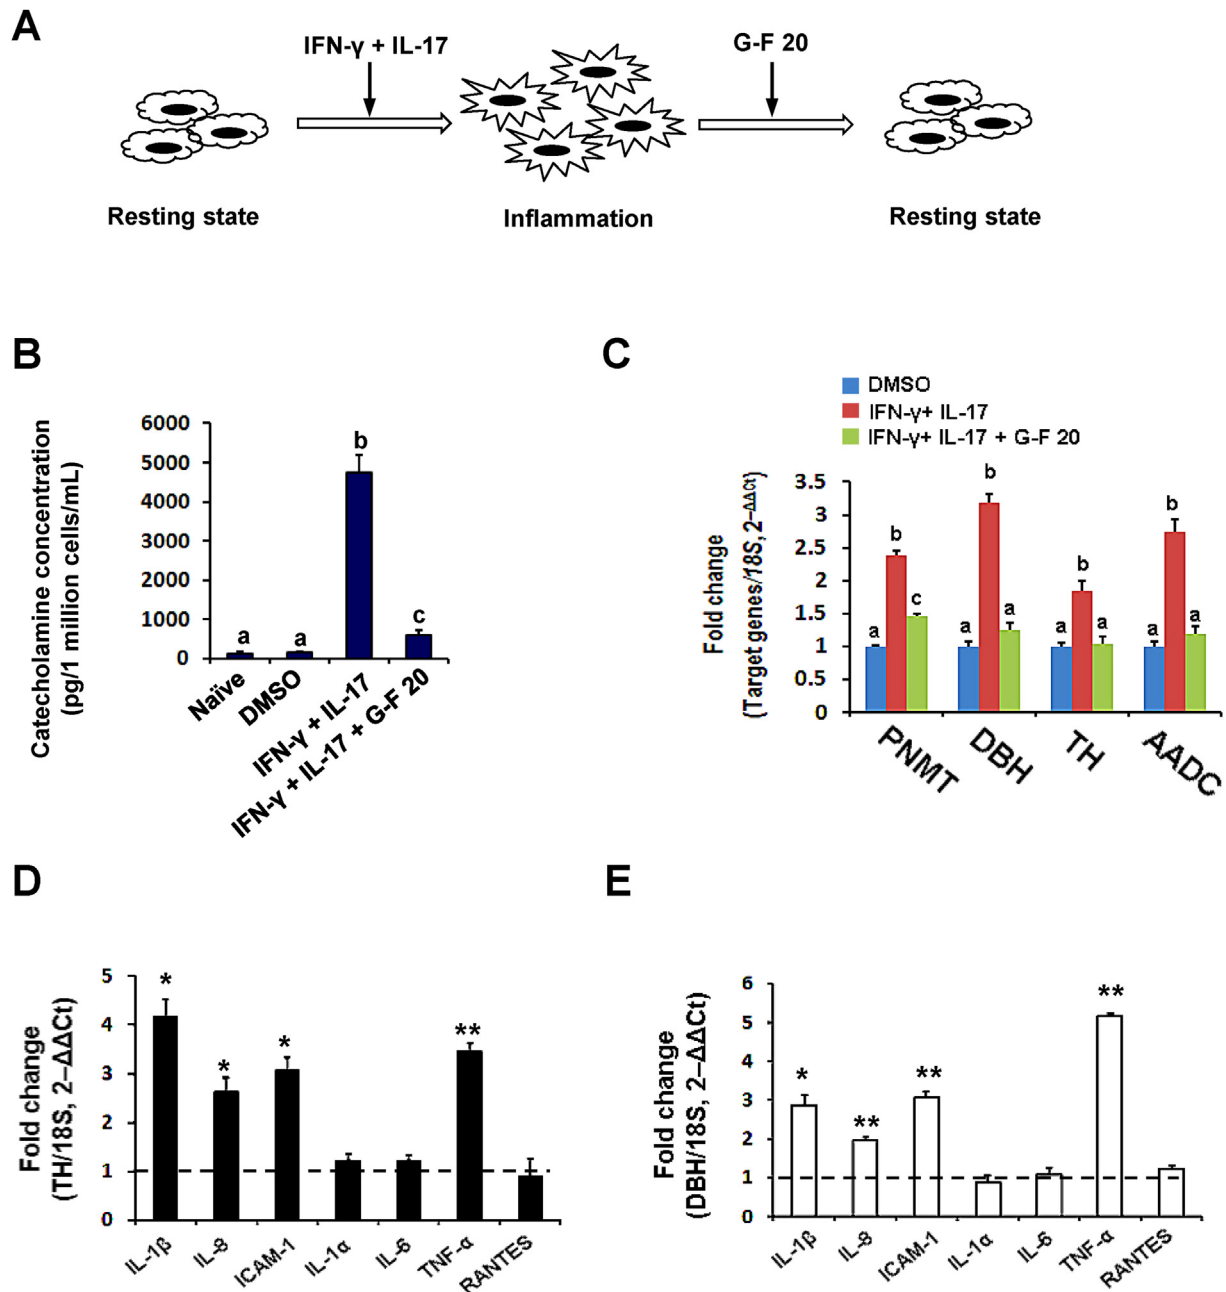 A
IFN-γ + IL-17
G-F 20
Resting state
Inflammation
Resting state
B
Catecholamine concentration
(pg/1 million cells/mL)
6000
5000
4000
3000
2000
1000
0
a
a
b
c
Naïve
DMSO
IFN-γ + IL-17
IFN-γ + IL-17 + G-F 20
C
DMSO
IFN-γ+ IL-17
IFN-γ+ IL-17 + G-F 20
Fold change
(Target genes/18S, 2–ΔΔCt)
3.5
3
2.5
2
1.5
1
0.5
0
a
b
c
a
b
a
a
b
a
a
b
a
PNMT
DBH
TH
AADC
D
Fold change
(TH/18S, 2–ΔΔCt)
5
4
3
2
1
0
*
*
*
**
IL-1β
IL-8
ICAM-1
IL-1α
IL-6
TNF-α
RANTES
E
Fold change
(DBH/18S, 2–ΔΔCt)
6
5
4
3
2
1
0
*
**
**
**
IL-1β
IL-8
ICAM-1
IL-1α
IL-6
TNF-α
RANTES